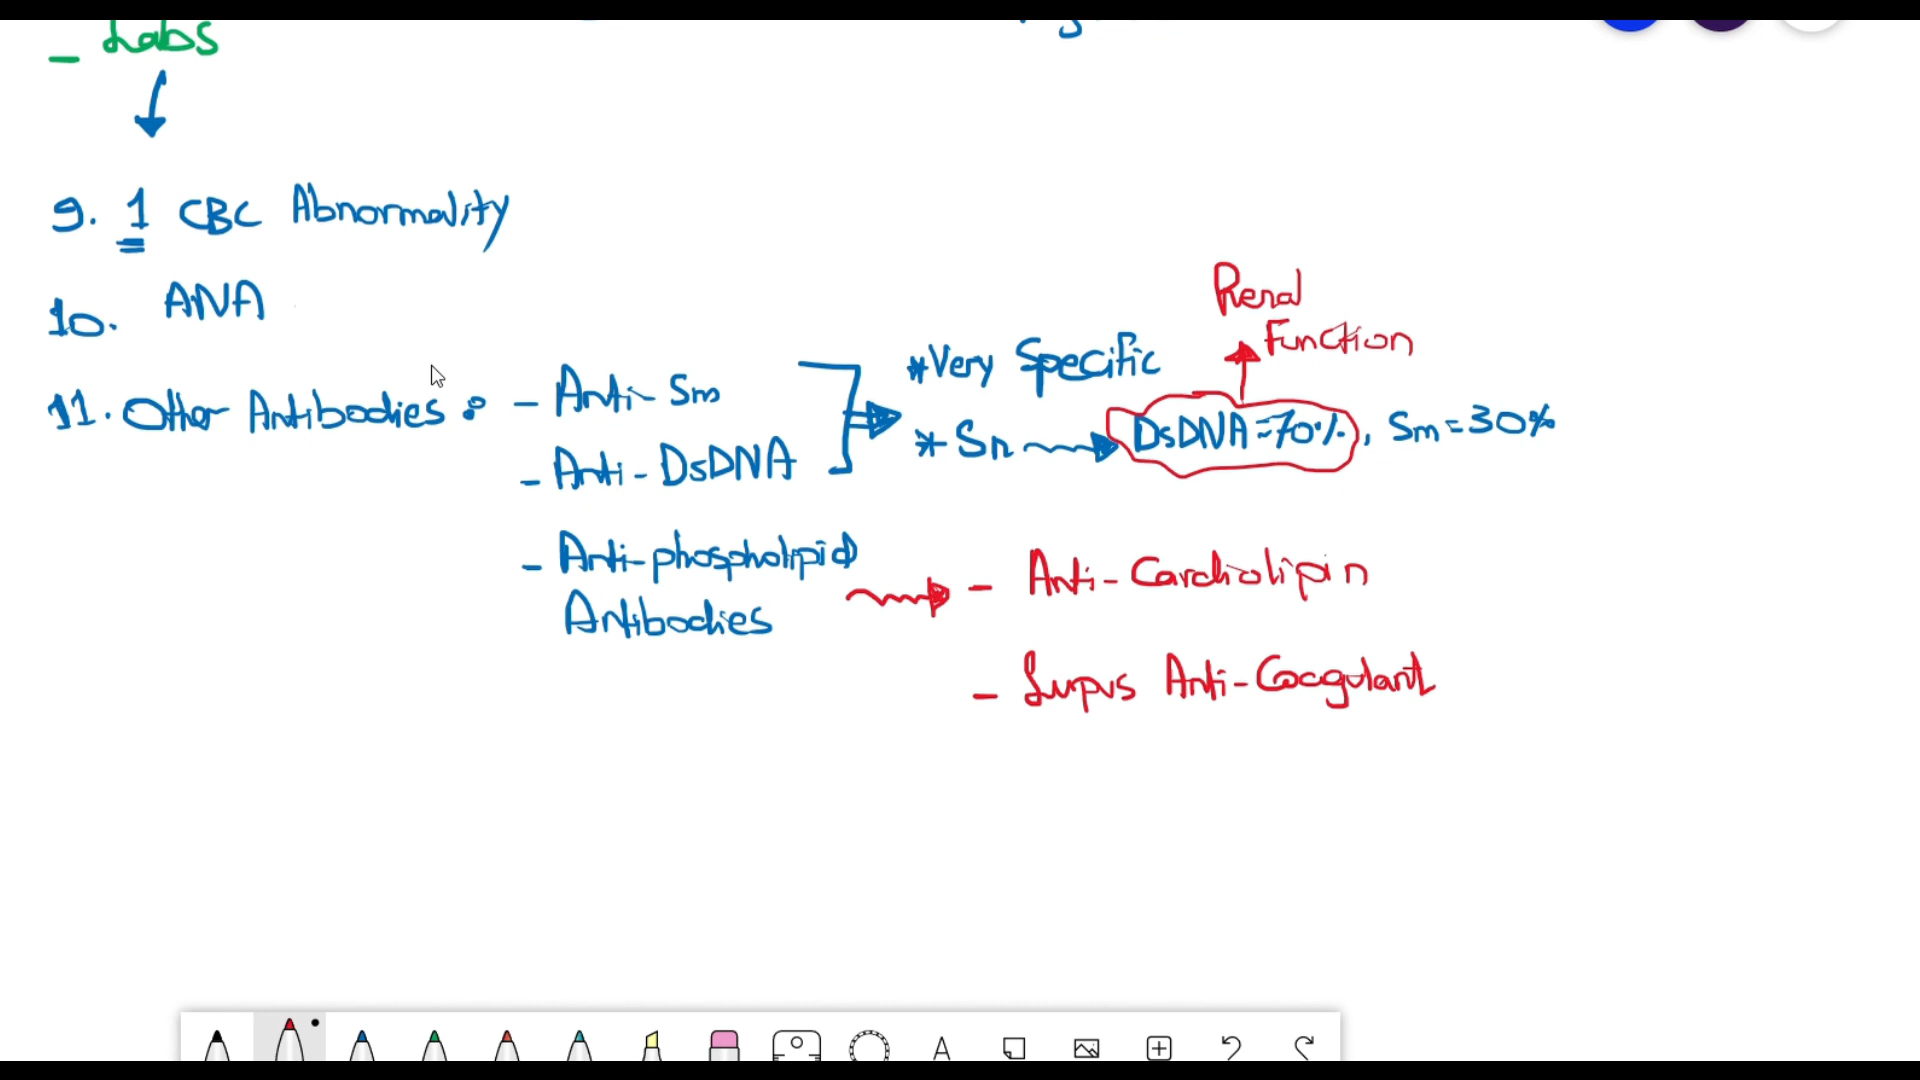 - Labs
9. 1 CBC Abnormality
10. ANA
11. Other Antibodies:
- Anti-Sm
- Anti-DsDNA
- Anti-phospholipid
Antibodies
*Very Specific
* Sn → DsDNA=70%, Sm=30%
Renal
Function
- Anti-Cardiolipin
- Lupus Anti-Coagulant